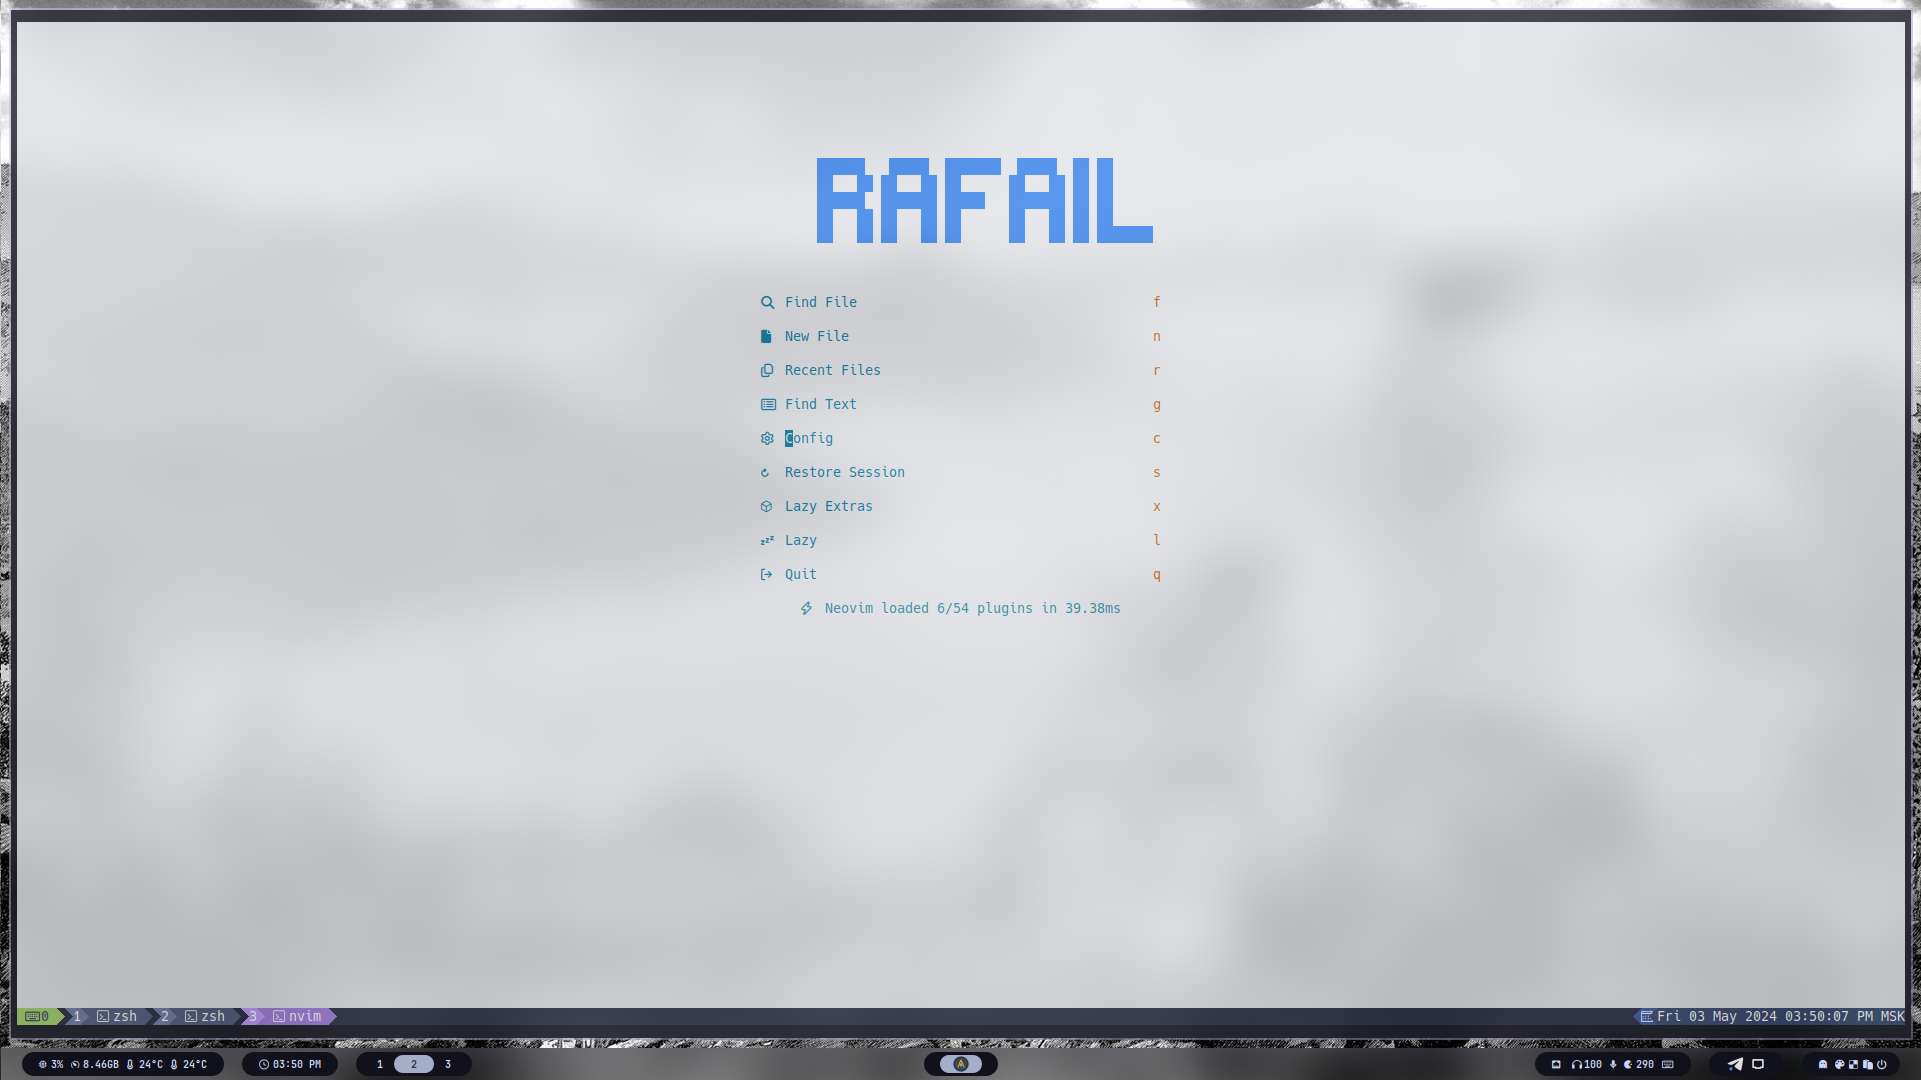 RAFAIL
Find File f
New File n
Recent Files r
Find Text g
Config c
Restore Session s
Lazy Extras x
Lazy l
Quit q
Neovim loaded 6/54 plugins in 39.38ms
0 1 zsh 2 zsh 3 nvim Fri 03 May 2024 03:50:07 PM MSK
3% 8.46GB 24°C 24°C 03:50 PM 1 2 3 100 290